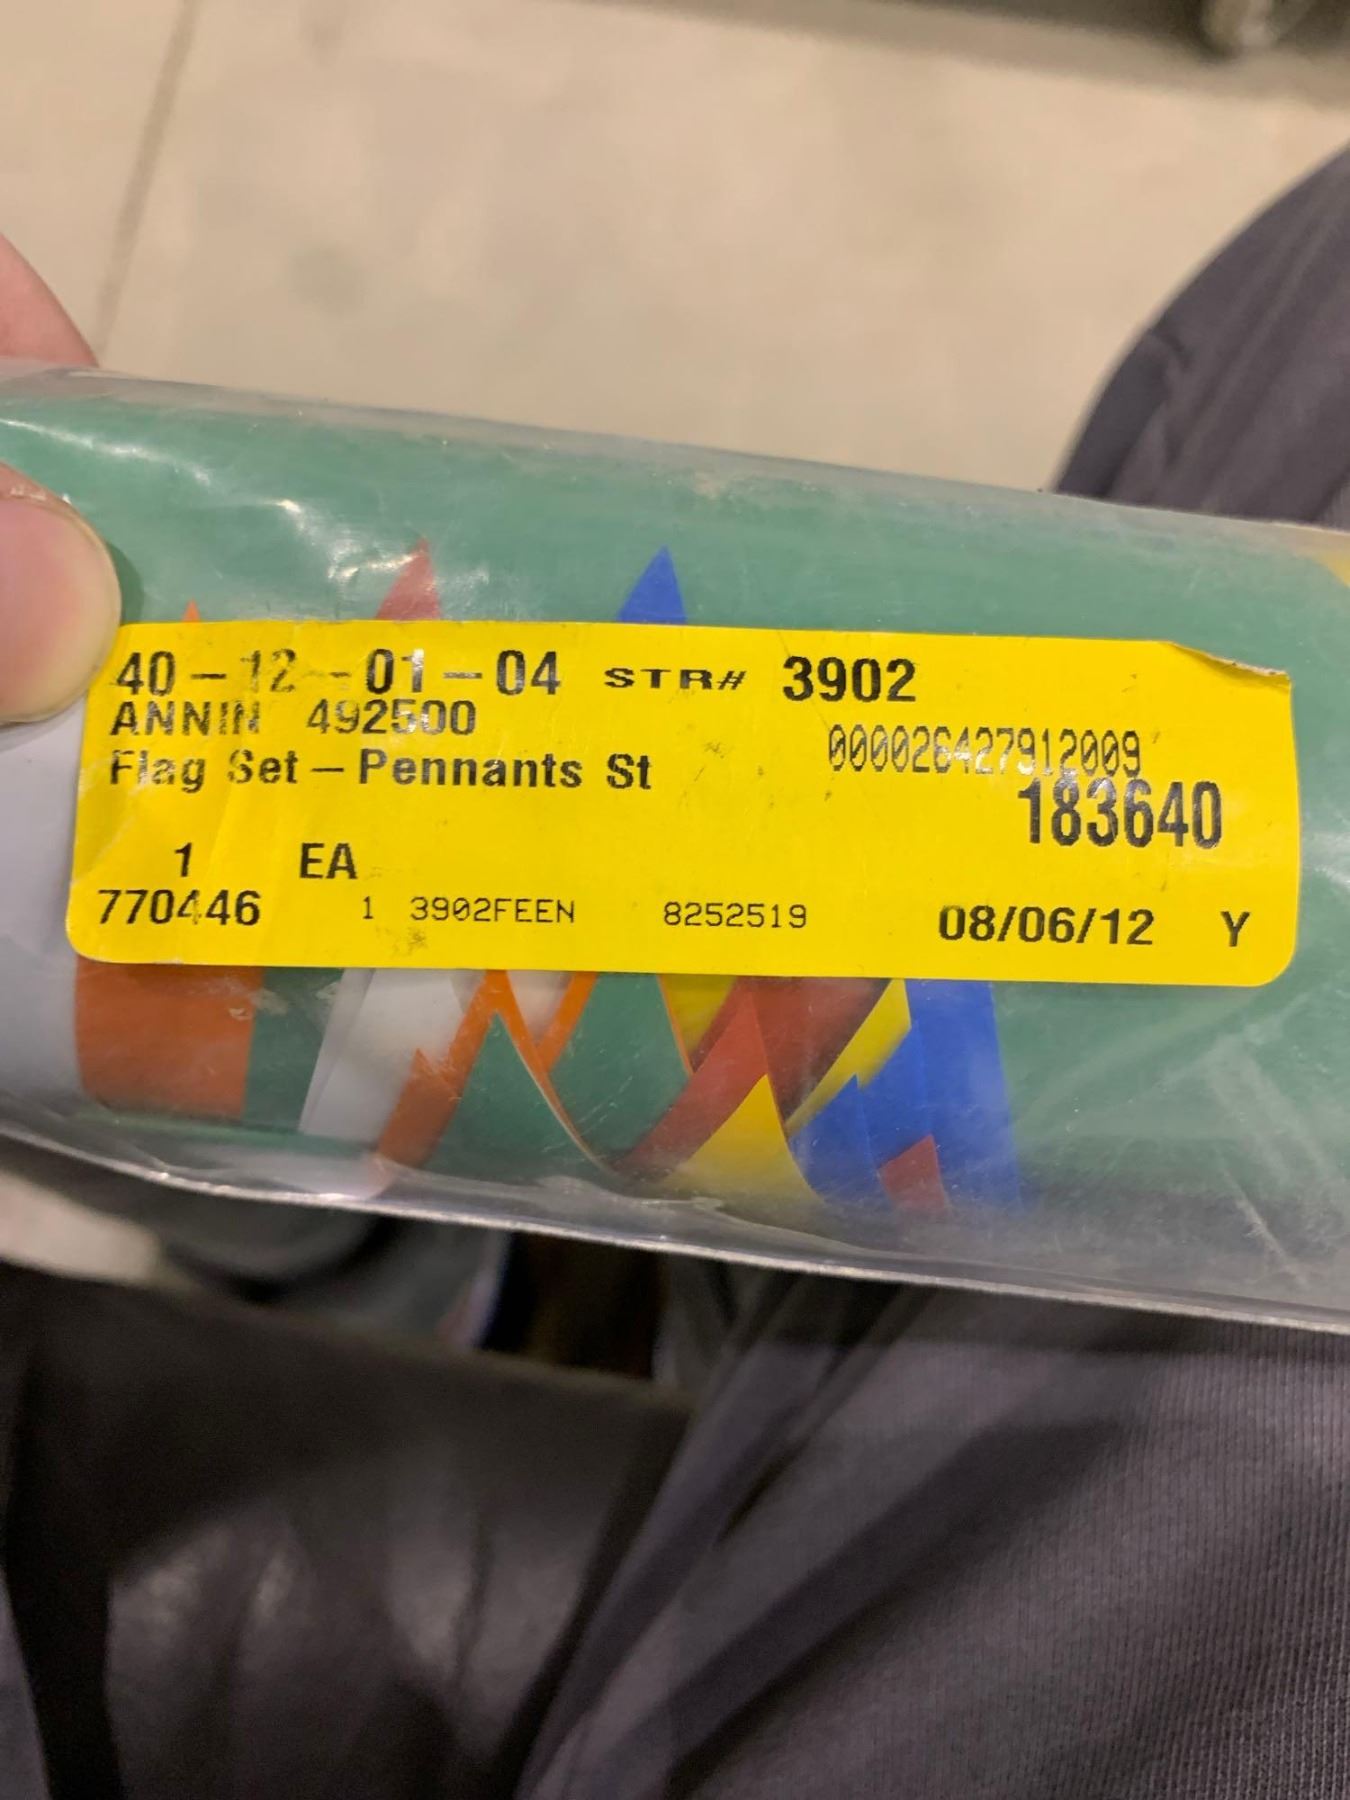 40-12-01-04 STR# 3902
ANNIN 492500
000026427912009
Flag Set-Pennants St
183640
1 EA
770446 1 3902FEEN 8252519 08/06/12 Y